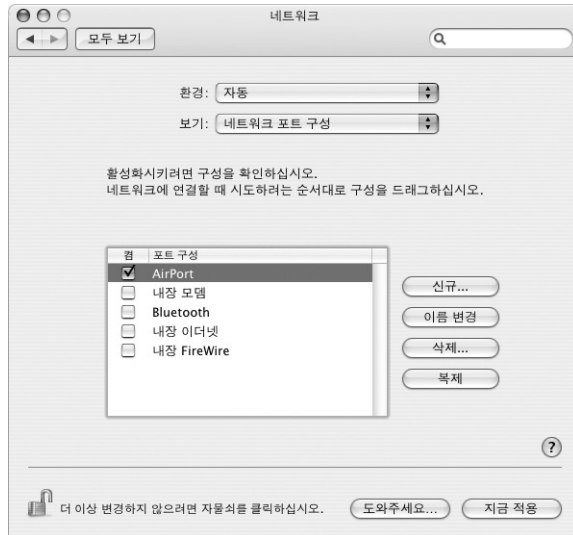 네트워크
모두 보기
환경: 자동
보기: 네트워크 포트 구성
활성화시키려면 구성을 확인하십시오.
네트워크에 연결할 때 시도하려는 순서대로 구성을 드래그하십시오.
켬 포트 구성
AirPort
내장 모뎀
Bluetooth
내장 이더넷
내장 FireWire
신규...
이름 변경
삭제...
복제
?
더 이상 변경하지 않으려면 자물쇠를 클릭하십시오.
도와주세요...
지금 적용